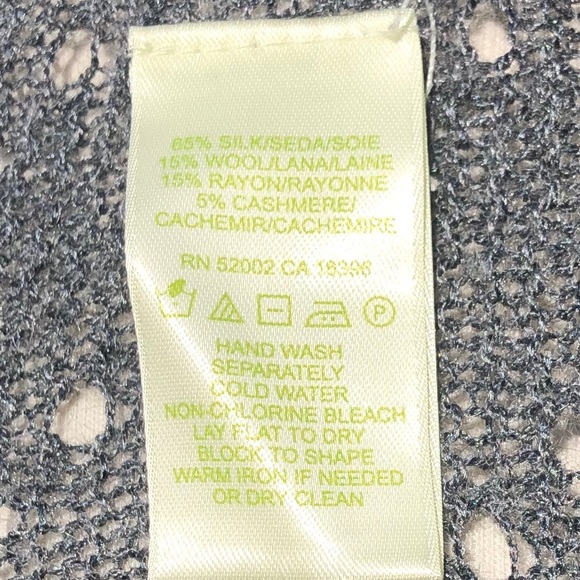 65% SILK/SEDA/SOIE
15% WOOL/LANA/LAINE
15% RAYON/RAYONNE
5% CASHMERE/
CACHEMIR/CACHEMIRE
RN 52002 CA 16396
P
HAND WASH
SEPARATELY
COLD WATER
NON-CHLORINE BLEACH
LAY FLAT TO DRY
BLOCK TO SHAPE
WARM IRON IF NEEDED
OR DRY CLEAN